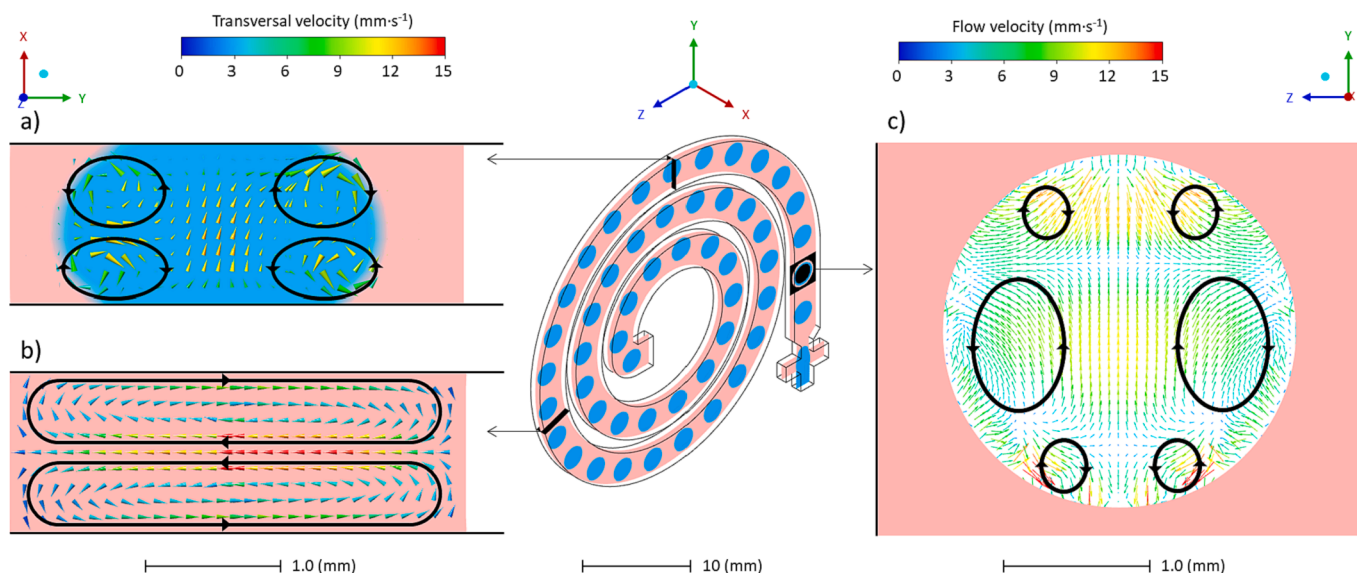 Transversal velocity (mm·s⁻¹)
0 3 6 9 12 15
X
Z
Y
a)
b)
Y
Z
X
Flow velocity (mm·s⁻¹)
0 3 6 9 12 15
Y
Z
X
c)
1.0 (mm)
10 (mm)
1.0 (mm)